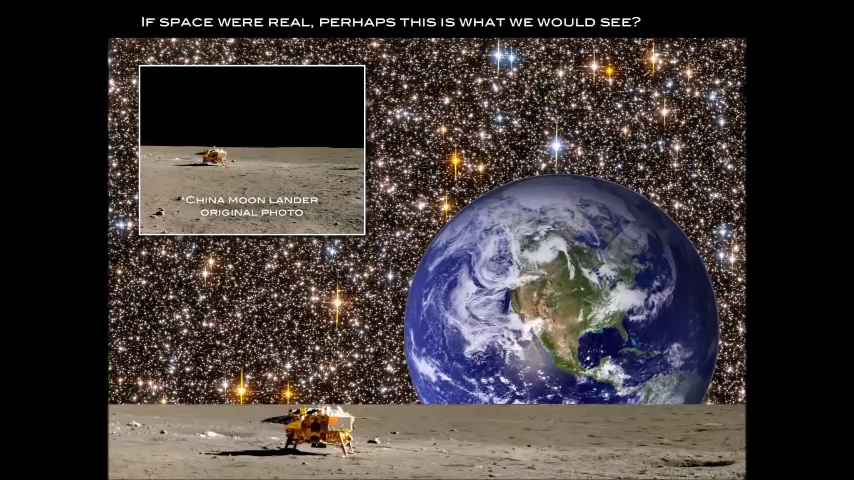 If space were real, perhaps this is what we would see?
*China moon lander
original photo